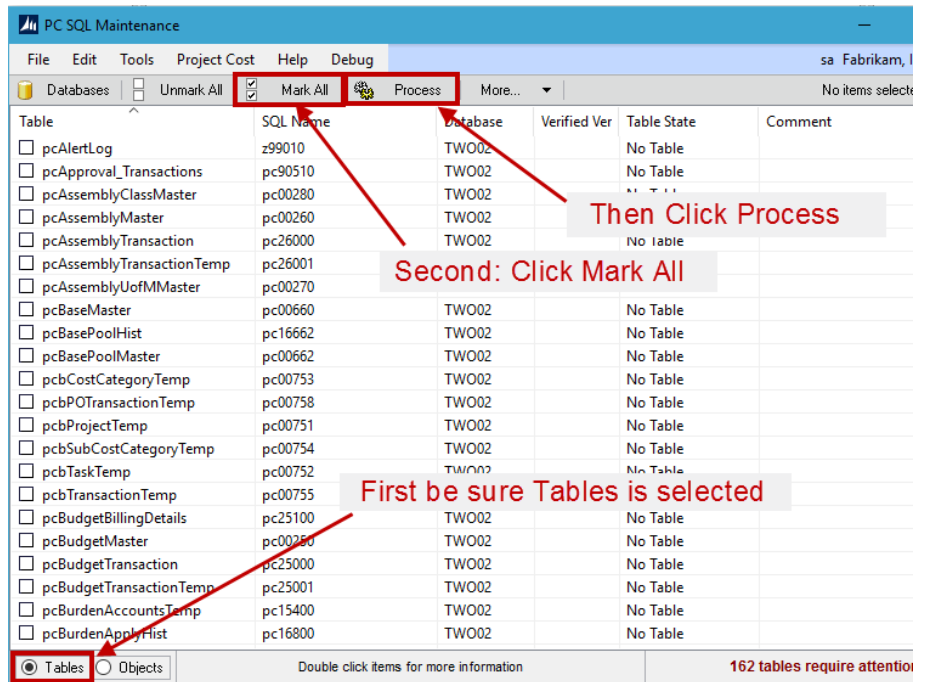 PC SQL Maintenance
File Edit Tools Project Cost Help Debug sa Fabrikam,
Databases Unmark All Mark All Process More... No items selecte
Table SQL Name Database Verified Ver Table State Comment
pcAlertLog z99010 TWO02 No Table
pcApproval_Transactions pc90510 TWO02 No Table
pcAssemblyClassMaster pc00280 TWO02
pcAssemblyMaster pc00260 TWO02
Then Click Process
pcAssemblyTransaction pc26000 TWO02 No Table
pcAssemblyTransactionTemp pc26001
Second: Click Mark All
pcAssemblyUofMMaster pc00270
pcBaseMaster pc00660 TWO02 No Table
pcBasePoolHist pc16662 TWO02 No Table
pcBasePoolMaster pc00662 TWO02 No Table
pcbCostCategoryTemp pc00753 TWO02 No Table
pcbPOTransactionTemp pc00758 TWO02 No Table
pcbProjectTemp pc00751 TWO02 No Table
pcbSubCostCategoryTemp pc00754 TWO02 No Table
pcbTaskTemp pc00752 TWO02 No Table
pcbTransactionTemp pc00755
First be sure Tables is selected
pcBudgetBillingDetails pc25100 TWO02 No Table
pcBudgetMaster pc00250 TWO02 No Table
pcBudgetTransaction pc25000 TWO02 No Table
pcBudgetTransactionTemp pc25001 TWO02 No Table
pcBurdenAccountsTemp pc15400 TWO02 No Table
pcBurdenApplyHist pc16800 TWO02 No Table
Tables Objects Double click items for more information 162 tables require attention